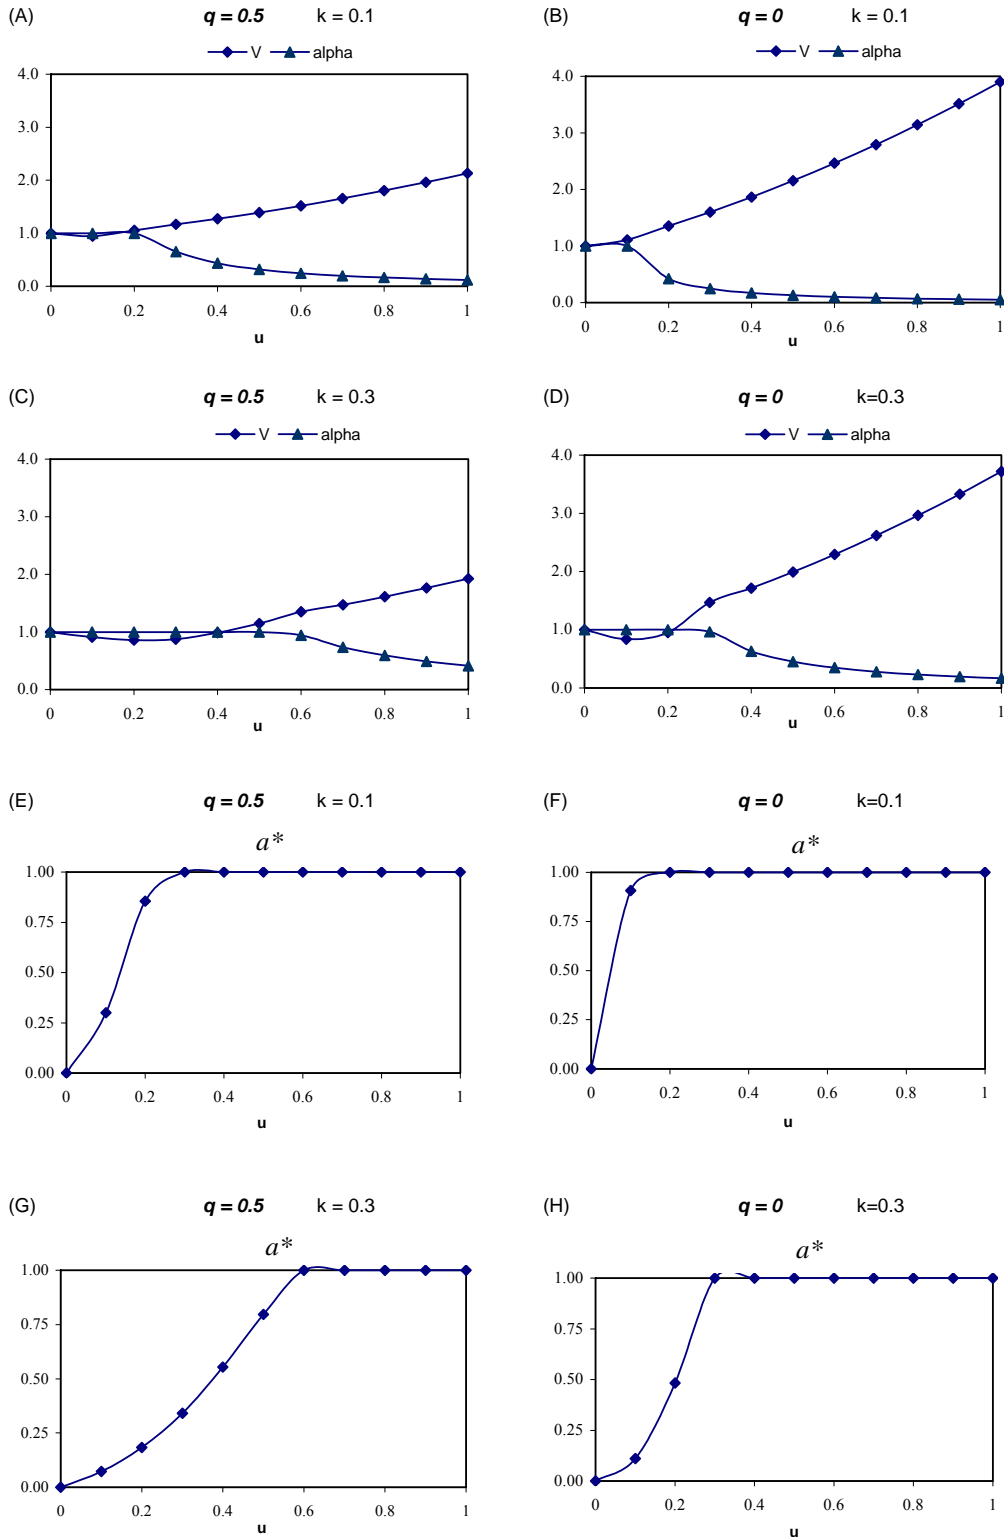 (A) q = 0.5 k = 0.1
V alpha
4.0
3.0
2.0
1.0
0.0
0 0.2 0.4 0.6 0.8 1
u
(B) q = 0 k = 0.1
V alpha
4.0
3.0
2.0
1.0
0.0
0 0.2 0.4 0.6 0.8 1
u
(C) q = 0.5 k = 0.3
V alpha
4.0
3.0
2.0
1.0
0.0
0 0.2 0.4 0.6 0.8 1
u
(D) q = 0 k=0.3
V alpha
4.0
3.0
2.0
1.0
0.0
0 0.2 0.4 0.6 0.8 1
u
(E) q = 0.5 k = 0.1
a*
1.00
0.75
0.50
0.25
0.00
0 0.2 0.4 0.6 0.8 1
u
(F) q = 0 k=0.1
a*
1.00
0.75
0.50
0.25
0.00
0 0.2 0.4 0.6 0.8 1
u
(G) q = 0.5 k = 0.3
a*
1.00
0.75
0.50
0.25
0.00
0 0.2 0.4 0.6 0.8 1
u
(H) q = 0 k=0.3
a*
1.00
0.75
0.50
0.25
0.00
0 0.2 0.4 0.6 0.8 1
u